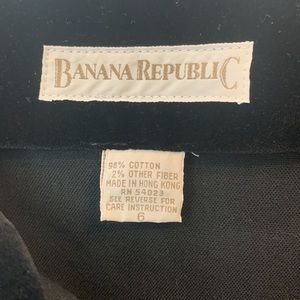 BANANA REPUBLIC
98% COTTON
2% OTHER FIBER
MADE IN HONG KONG
RN 54023
SEE REVERSE FOR
CARE INSTRUCTION
6